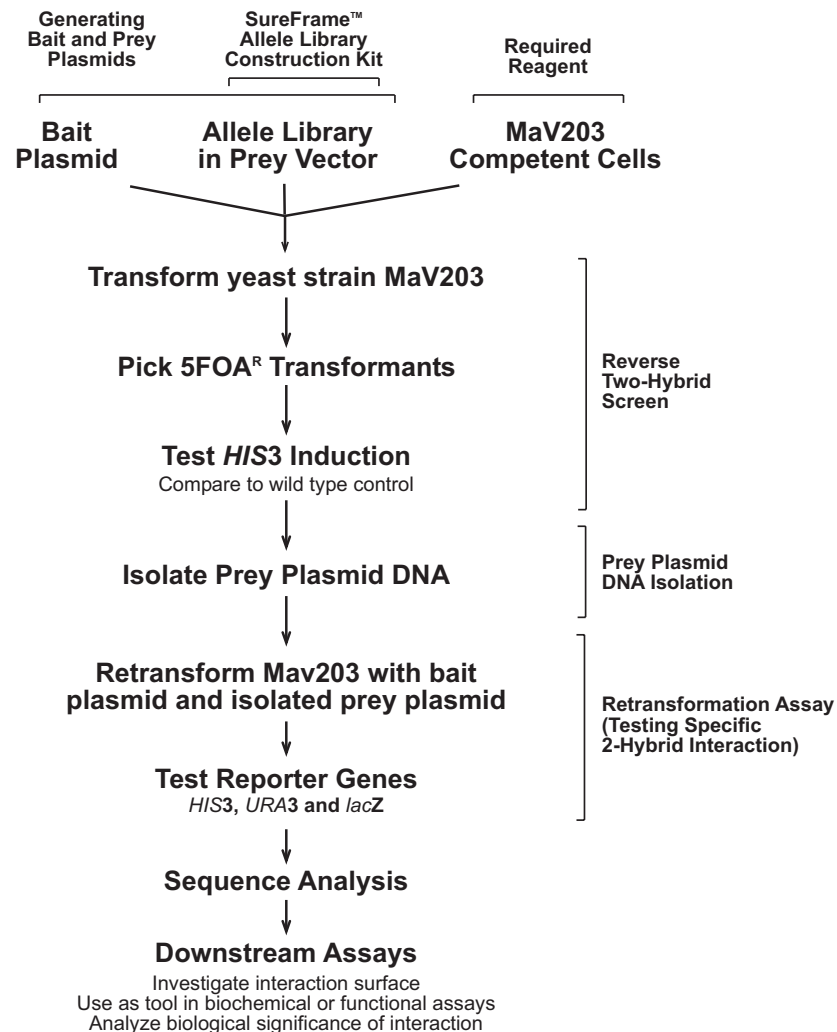 Generating
Bait and Prey
Plasmids
SureFrame™
Allele Library
Construction Kit
Required
Reagent
Bait
Plasmid
Allele Library
in Prey Vector
MaV203
Competent Cells
Transform yeast strain MaV203
Pick 5FOAᴿ Transformants
Test HIS3 Induction
Compare to wild type control
Reverse
Two-Hybrid
Screen
Isolate Prey Plasmid DNA
Prey Plasmid
DNA Isolation
Retransform Mav203 with bait
plasmid and isolated prey plasmid
Test Reporter Genes
HIS3, URA3 and lacZ
Retransformation Assay
(Testing Specific
2-Hybrid Interaction)
Sequence Analysis
Downstream Assays
Investigate interaction surface
Use as tool in biochemical or functional assays
Analyze biological significance of interaction